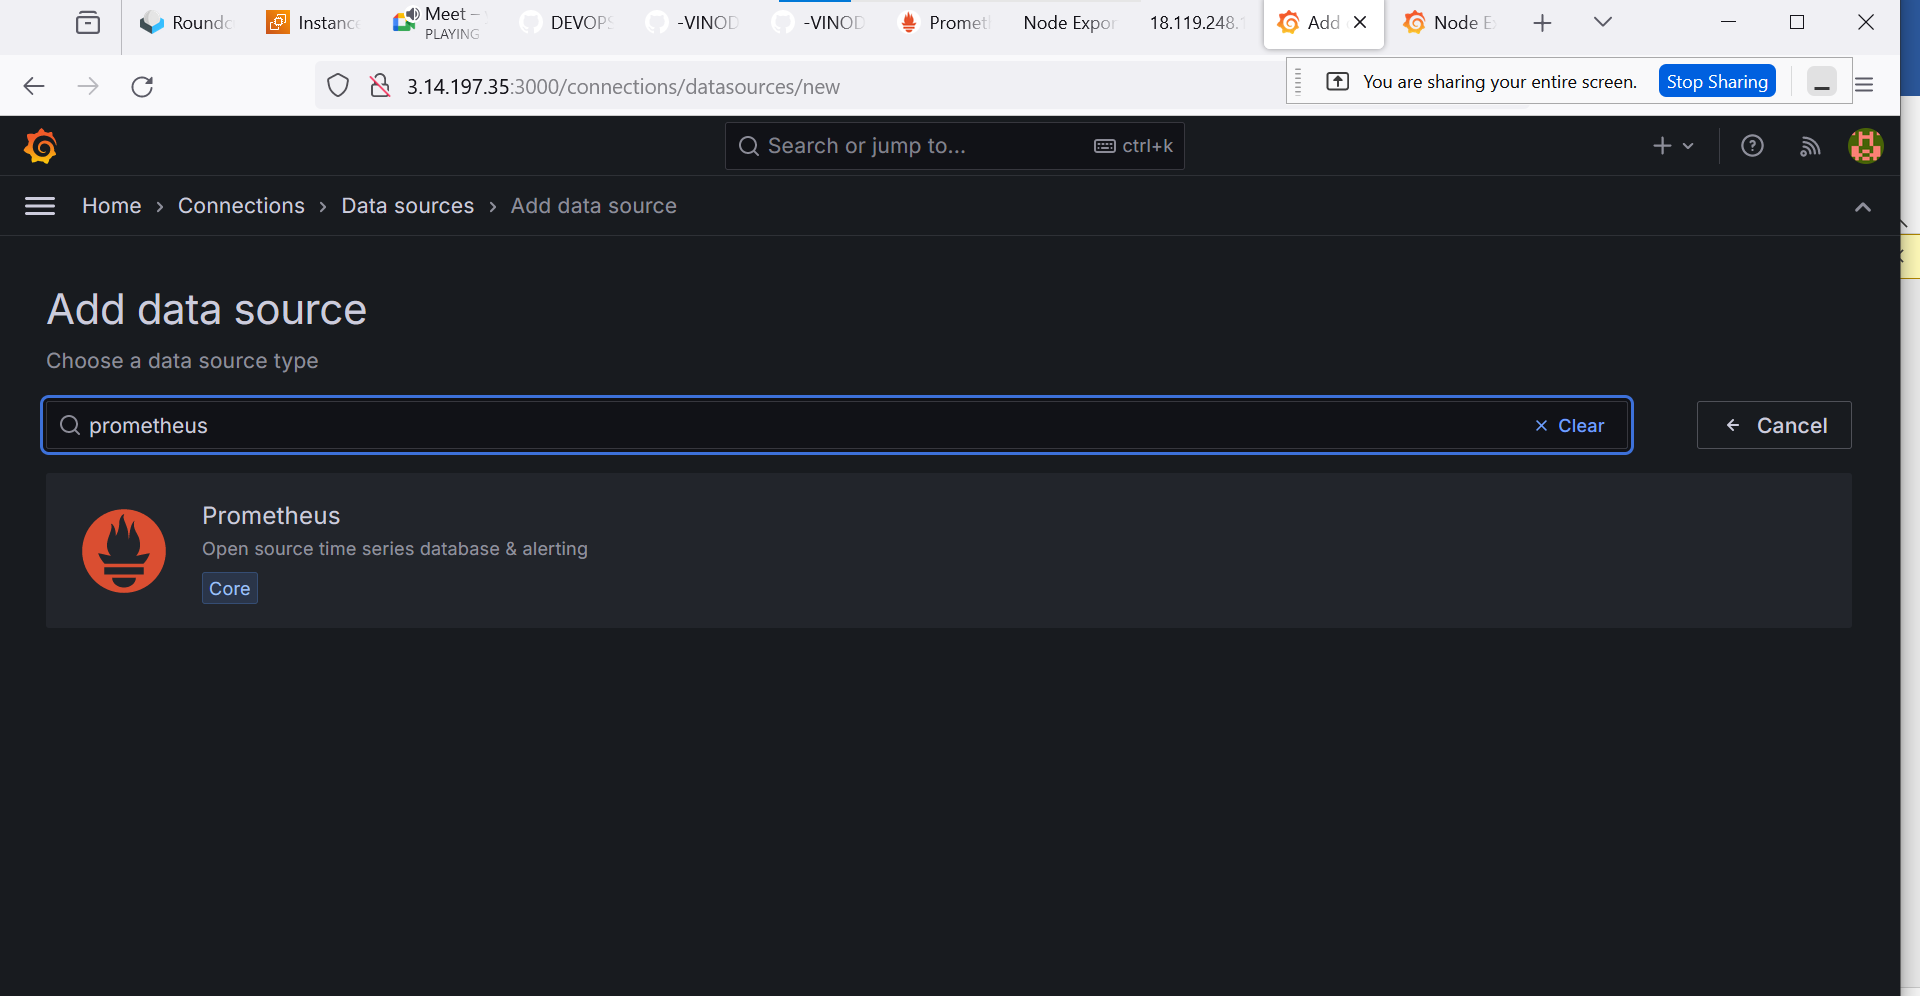 Roundc
Instance
Meet –
PLAYING
DEVOPS
-VINOD
-VINOD
Prometh
Node Expor
18.119.248.1
Add
Node E
3.14.197.35:3000/connections/datasources/new
You are sharing your entire screen.
Stop Sharing
Search or jump to...
ctrl+k
Home › Connections › Data sources › Add data source
Add data source
Choose a data source type
prometheus
Clear
Cancel
Prometheus
Open source time series database & alerting
Core